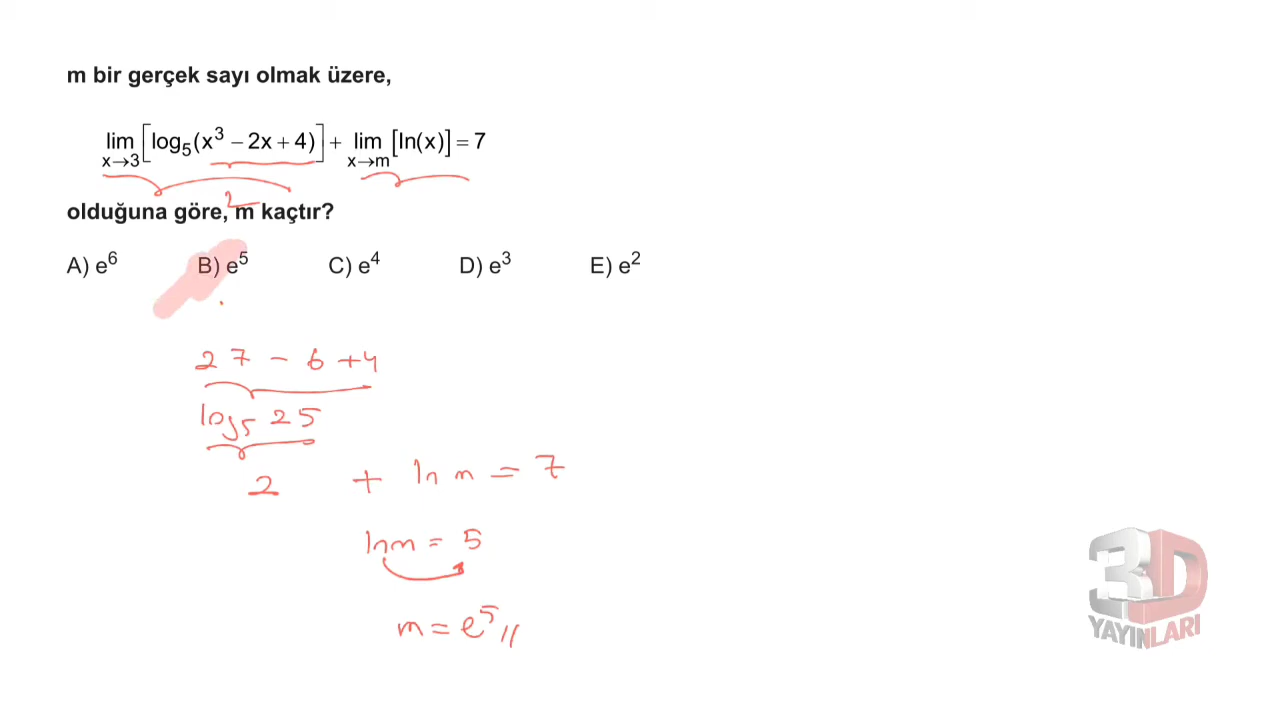 m bir gerçek sayı olmak üzere,
lim x→3 [log₅(x³ − 2x + 4)] + lim x→m [ln(x)] = 7
2
olduğuna göre, m kaçtır?
A) e⁶ B) e⁵ C) e⁴ D) e³ E) e²
27 − 6 + 4
log₅ 25
2 + ln m = 7
ln m = 5
m = e⁵ //
3D
YAYINLARI